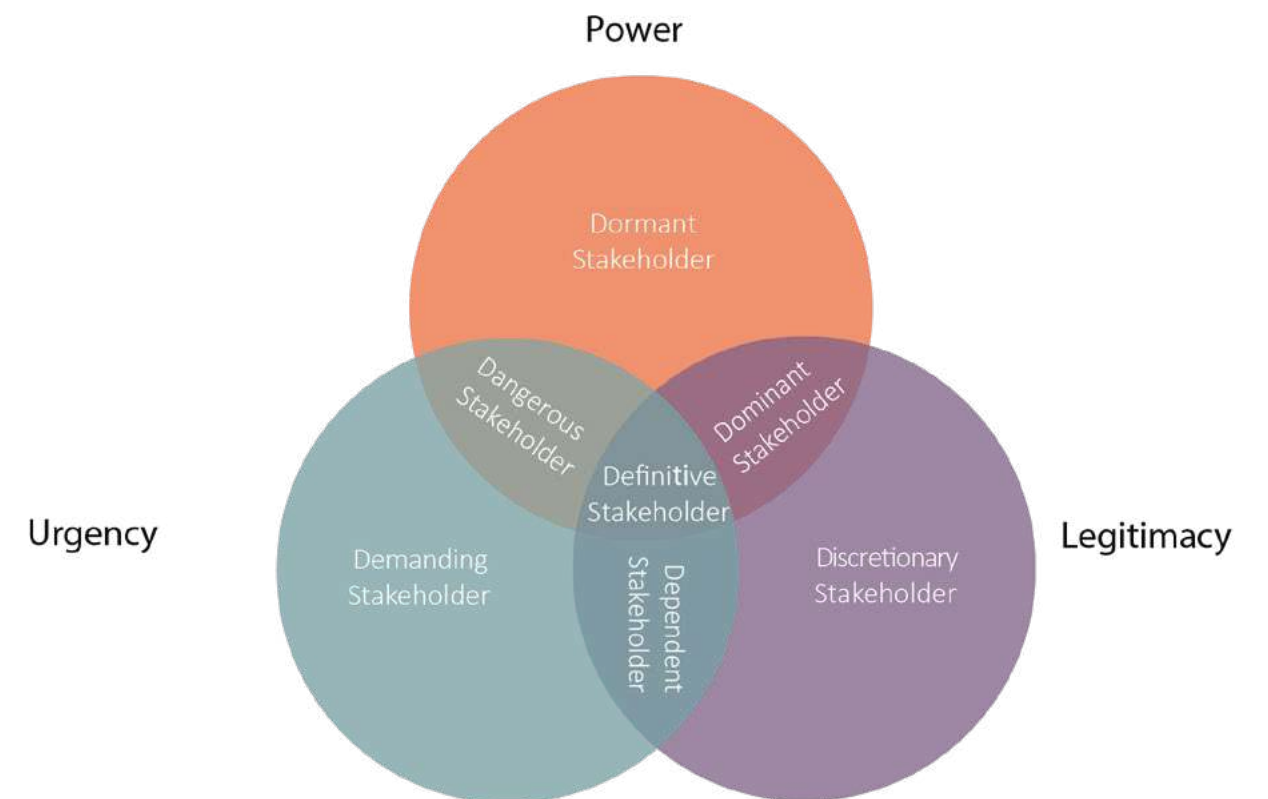 Power
Dormant
Stakeholder
Dangerous
Stakeholder
Dominant
Stakeholder
Definitive
Stakeholder
Urgency
Legitimacy
Demanding
Stakeholder
Discretionary
Stakeholder
Dependent
Stakeholder